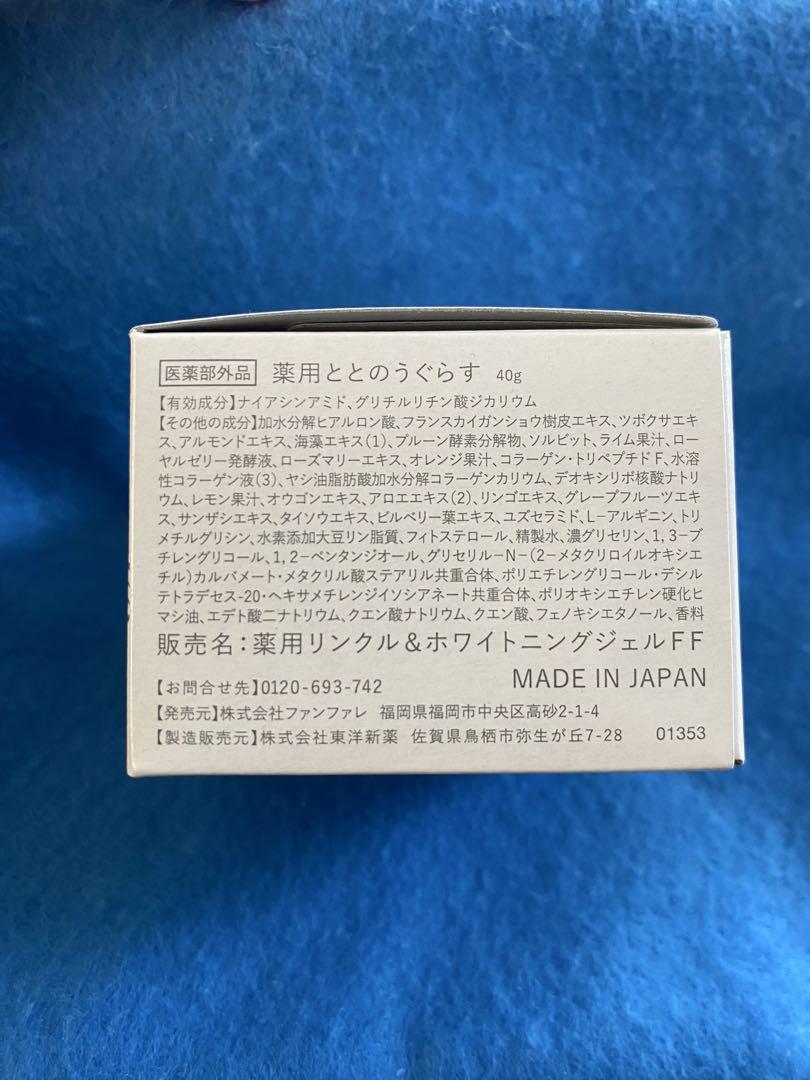 医薬部外品 薬用ととのうぐらす 40g
【有効成分】ナイアシンアミド、グリチルリチン酸ジカリウム
【その他の成分】加水分解ヒアルロン酸、フランスカイガンショウ樹皮エキス、ツボクサエキ
ス、アルモンドエキス、海藻エキス(1)、プルーン酵素分解物、ソルビット、ライム果汁、ロー
ヤルゼリー発酵液、ローズマリーエキス、オレンジ果汁、コラーゲン・トリペプチドF、水溶
性コラーゲン液(3)、ヤシ油脂肪酸加水分解コラーゲンカリウム、デオキシリボ核酸ナトリ
ウム、レモン果汁、オウゴンエキス、アロエエキス(2)、リンゴエキス、グレープフルーツエキ
ス、サンザシエキス、タイソウエキス、ビルベリー葉エキス、ユズセラミド、L-アルギニン、トリ
メチルグリシン、水素添加大豆リン脂質、フィトステロール、精製水、濃グリセリン、1,3-ブ
チレングリコール、1,2-ペンタンジオール、グリセリル-N-(2-メタクリロイルオキシエ
チル)カルバメート・メタクリル酸ステアリル共重合体、ポリエチレングリコール・デシル
テトラデセス-20・ヘキサメチレンジイソシアネート共重合体、ポリオキシエチレン硬化ヒ
マシ油、エデト酸二ナトリウム、クエン酸ナトリウム、クエン酸、フェノキシエタノール、香料
販売名：薬用リンクル＆ホワイトニングジェルFF
【お問合せ先】0120-693-742 MADE IN JAPAN
【発売元】株式会社ファンファレ 福岡県福岡市中央区高砂2-1-4
【製造販売元】株式会社東洋新薬 佐賀県鳥栖市弥生が丘7-28 01353